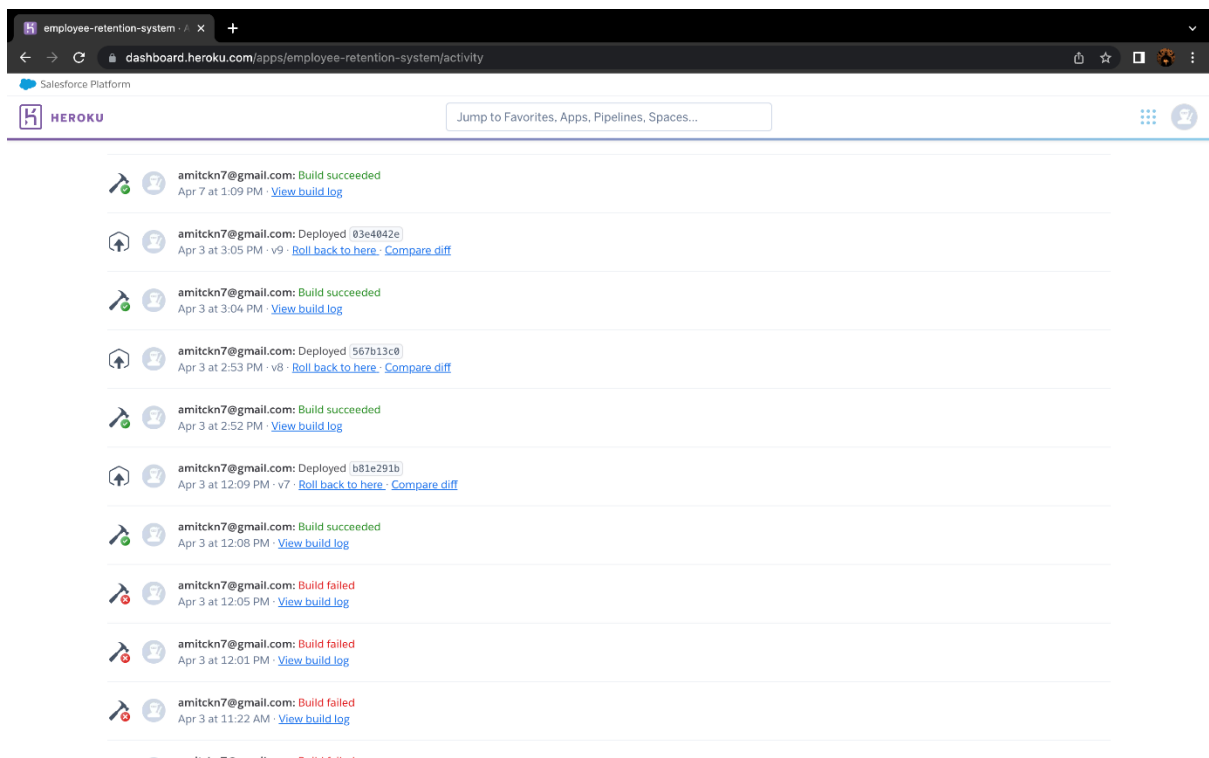 employee-retention-system · A
dashboard.heroku.com/apps/employee-retention-system/activity
Salesforce Platform
HEROKU
Jump to Favorites, Apps, Pipelines, Spaces...
amitckn7@gmail.com: Build succeeded
Apr 7 at 1:09 PM · View build log
amitckn7@gmail.com: Deployed 03e4042e
Apr 3 at 3:05 PM · v9 · Roll back to here · Compare diff
amitckn7@gmail.com: Build succeeded
Apr 3 at 3:04 PM · View build log
amitckn7@gmail.com: Deployed 567b13c0
Apr 3 at 2:53 PM · v8 · Roll back to here · Compare diff
amitckn7@gmail.com: Build succeeded
Apr 3 at 2:52 PM · View build log
amitckn7@gmail.com: Deployed b81e291b
Apr 3 at 12:09 PM · v7 · Roll back to here · Compare diff
amitckn7@gmail.com: Build succeeded
Apr 3 at 12:08 PM · View build log
amitckn7@gmail.com: Build failed
Apr 3 at 12:05 PM · View build log
amitckn7@gmail.com: Build failed
Apr 3 at 12:01 PM · View build log
amitckn7@gmail.com: Build failed
Apr 3 at 11:22 AM · View build log